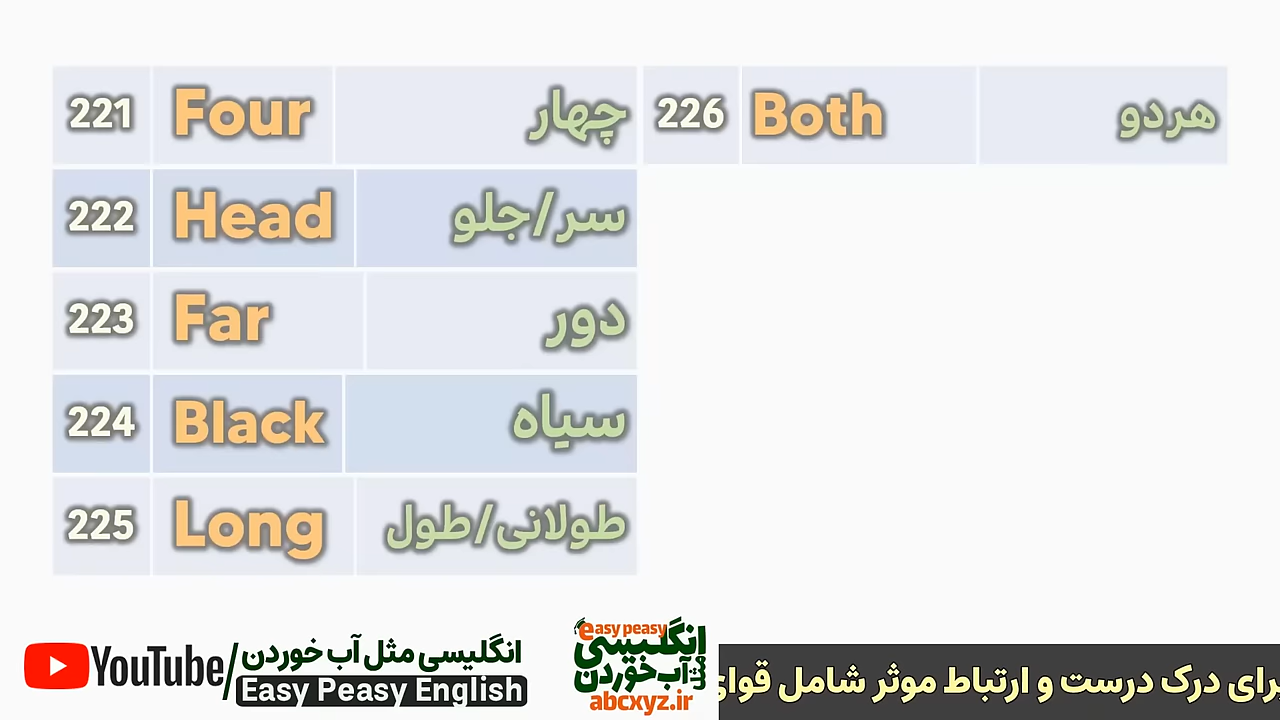 221 Four چهار
222 Head سر/جلو
223 Far دور
224 Black سیاه
225 Long طولانی/طول
226 Both هردو
YouTube/انگلیسی مثل آب خوردن
Easy Peasy English
easy peasy
انگلیسی
مثل آب خوردن
abcxyz.ir
درک درست و ارتباط موثر شامل